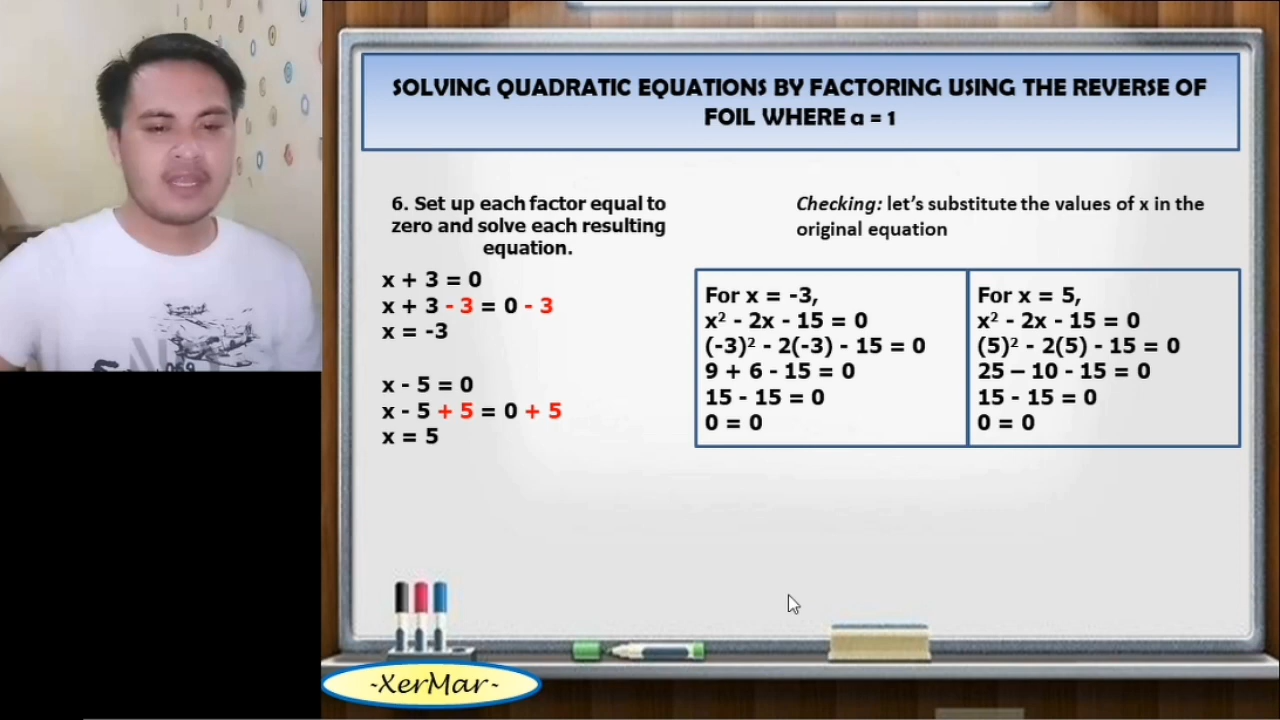 SOLVING QUADRATIC EQUATIONS BY FACTORING USING THE REVERSE OF
FOIL WHERE a = 1
6. Set up each factor equal to
zero and solve each resulting
equation.
x + 3 = 0
x + 3 - 3 = 0 - 3
x = -3
x - 5 = 0
x - 5 + 5 = 0 + 5
x = 5
Checking: let's substitute the values of x in the
original equation
For x = -3,
x² - 2x - 15 = 0
(-3)² - 2(-3) - 15 = 0
9 + 6 - 15 = 0
15 - 15 = 0
0 = 0
For x = 5,
x² - 2x - 15 = 0
(5)² - 2(5) - 15 = 0
25 – 10 - 15 = 0
15 - 15 = 0
0 = 0
-XerMar-